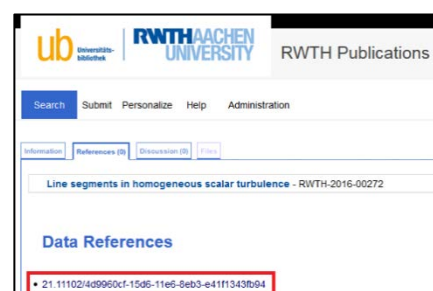 ub Universitäts-
bibliothek
RWTHAACHEN
UNIVERSITY
RWTH Publications
Search Submit Personalize Help Administration
Information References (0) Discussion (0) Files
Line segments in homogeneous scalar turbulence - RWTH-2016-00272
Data References
• 21.11102/4d9960cf-15d6-11e6-8eb3-e41f1343fb94